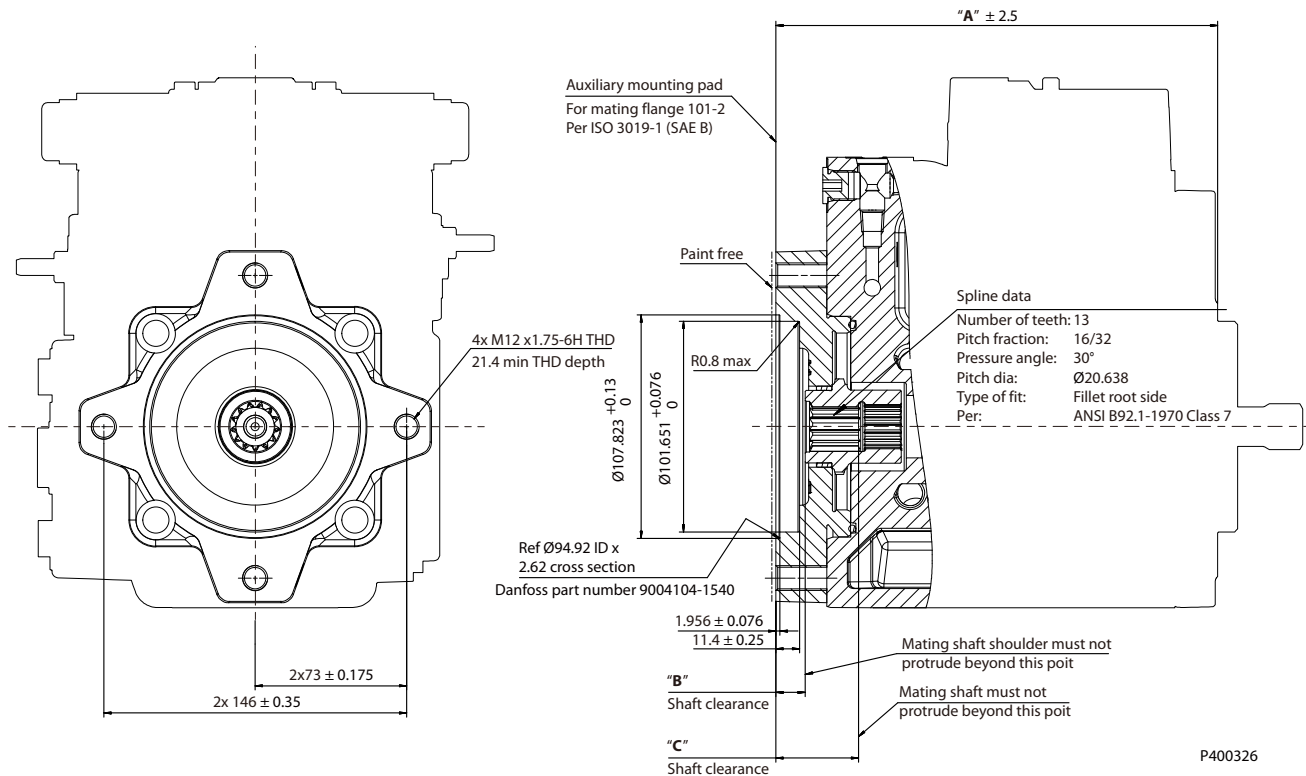 "A" ± 2.5
Auxiliary mounting pad
For mating flange 101-2
Per ISO 3019-1 (SAE B)
Paint free
4x M12 x1.75-6H THD
21.4 min THD depth
R0.8 max
Ø107.823 +0.13
0
Ø101.651 +0.076
0
Spline data
Number of teeth: 13
Pitch fraction: 16/32
Pressure angle: 30°
Pitch dia: Ø20.638
Type of fit: Fillet root side
Per: ANSI B92.1-1970 Class 7
Ref Ø94.92 ID x
2.62 cross section
Danfoss part number 9004104-1540
1.956 ± 0.076
11.4 ± 0.25
Mating shaft shoulder must not
protrude beyond this poit
2x73 ± 0.175
2x 146 ± 0.35
"B"
Shaft clearance
Mating shaft must not
protrude beyond this poit
"C"
Shaft clearance
P400326